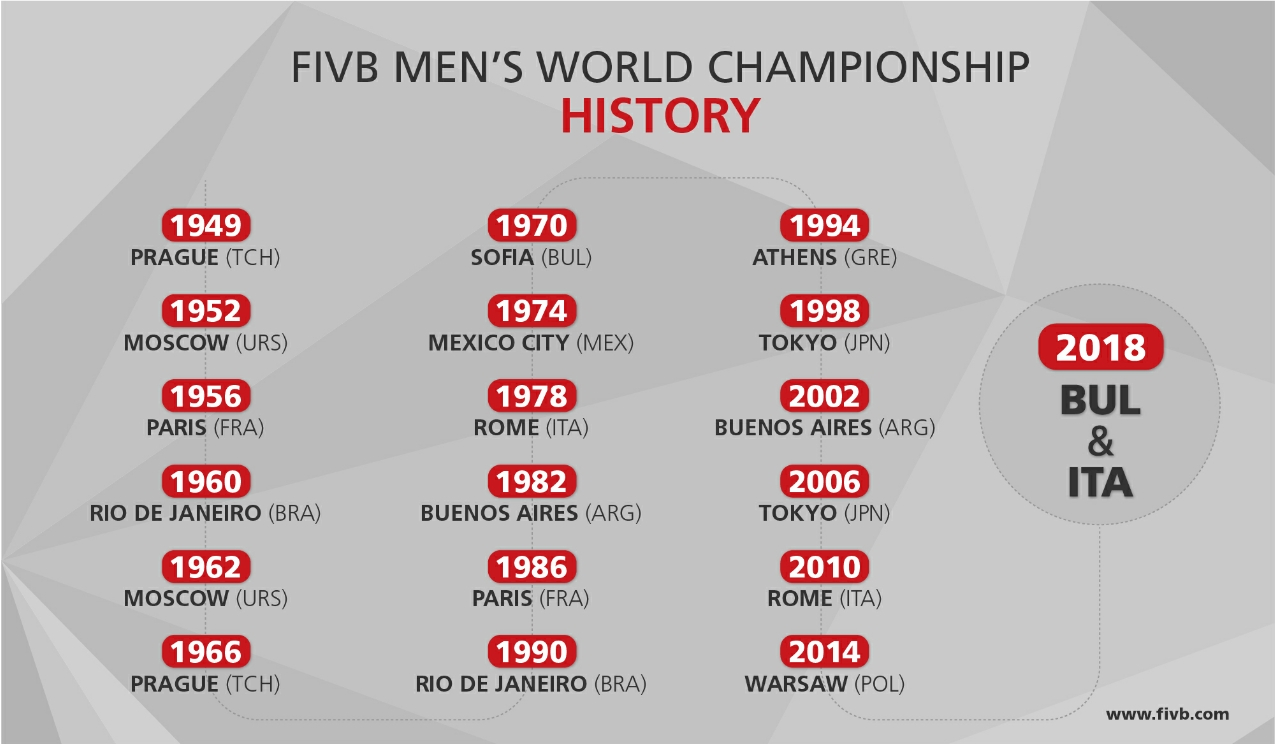 FIVB MEN'S WORLD CHAMPIONSHIP
HISTORY
1949
PRAGUE (TCH)
1952
MOSCOW (URS)
1956
PARIS (FRA)
1960
RIO DE JANEIRO (BRA)
1962
MOSCOW (URS)
1966
PRAGUE (TCH)
1970
SOFIA (BUL)
1974
MEXICO CITY (MEX)
1978
ROME (ITA)
1982
BUENOS AIRES (ARG)
1986
PARIS (FRA)
1990
RIO DE JANEIRO (BRA)
1994
ATHENS (GRE)
1998
TOKYO (JPN)
2002
BUENOS AIRES (ARG)
2006
TOKYO (JPN)
2010
ROME (ITA)
2014
WARSAW (POL)
2018
BUL
&
ITA
www.fivb.com